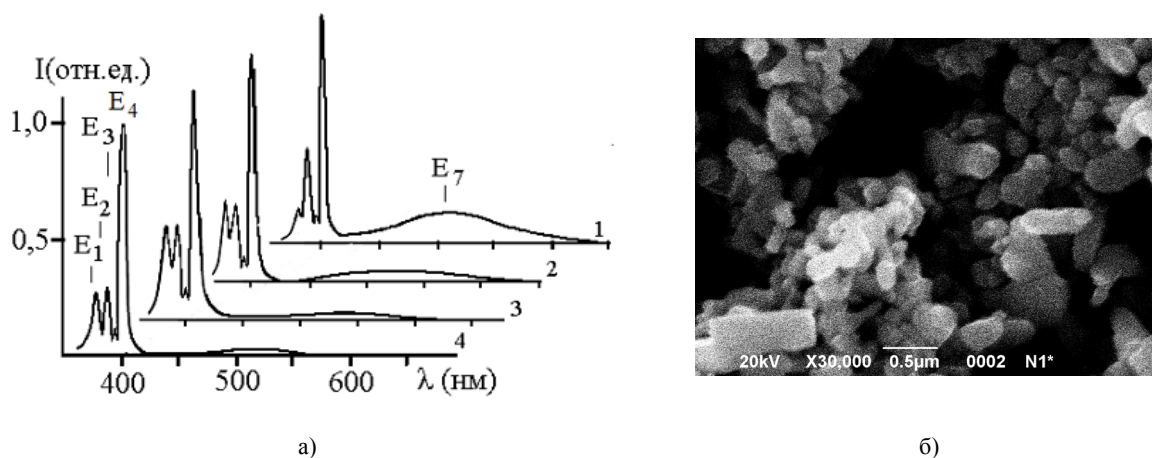 I(отн.ед.)
1,0
0,5
E₄
E₃
E₂
E₁
E₇
1
2
3
4
400
500
600
λ (нм)
20kV X30,000 0.5μm 0002 N1*
а)
б)